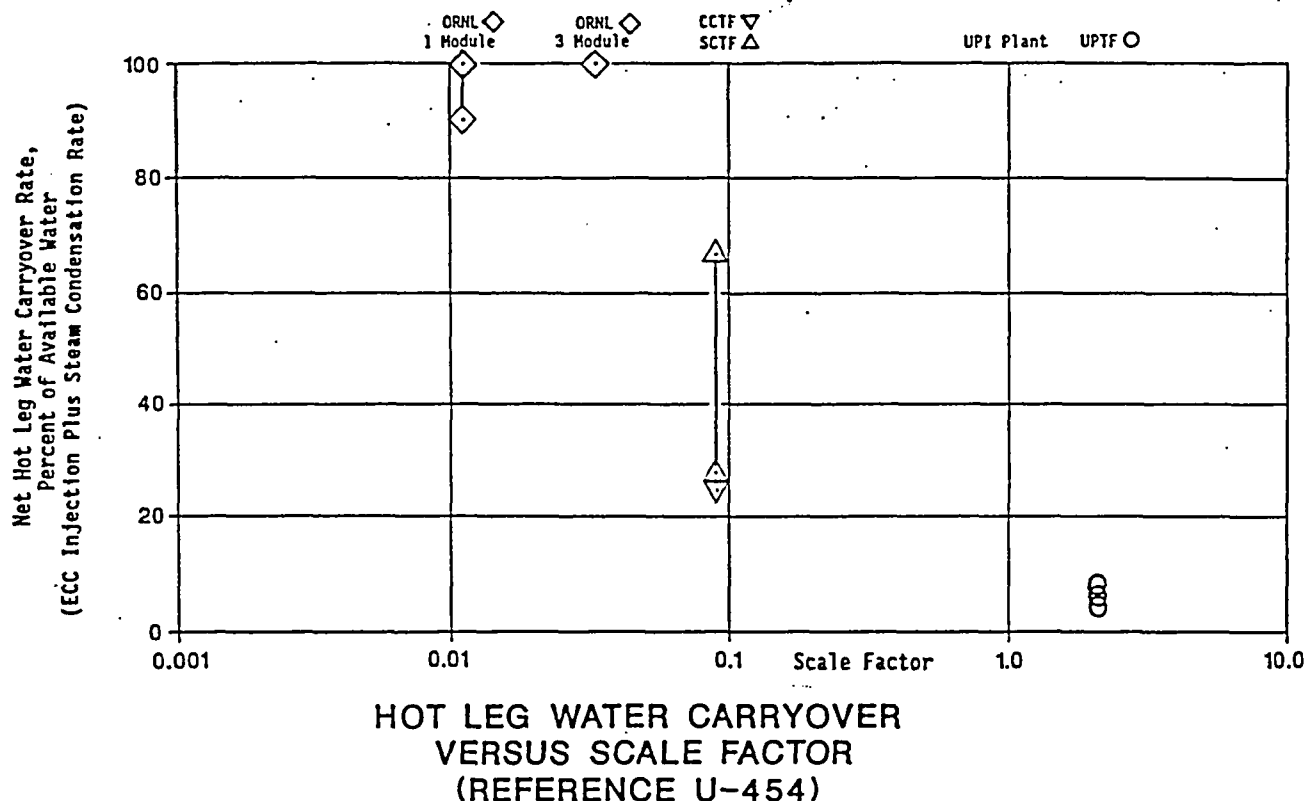 ORNL ◇ ORNL ◇ CCTF ▽
1 Module 3 Module SCTF △ UPI Plant UPTF ○
Net Hot Leg Water Carryover Rate,
Percent of Available Water
(ECC Injection Plus Steam Condensation Rate)
100
80
60
40
20
0
0.001 0.01 0.1 Scale Factor 1.0 10.0
HOT LEG WATER CARRYOVER
VERSUS SCALE FACTOR
(REFERENCE U-454)